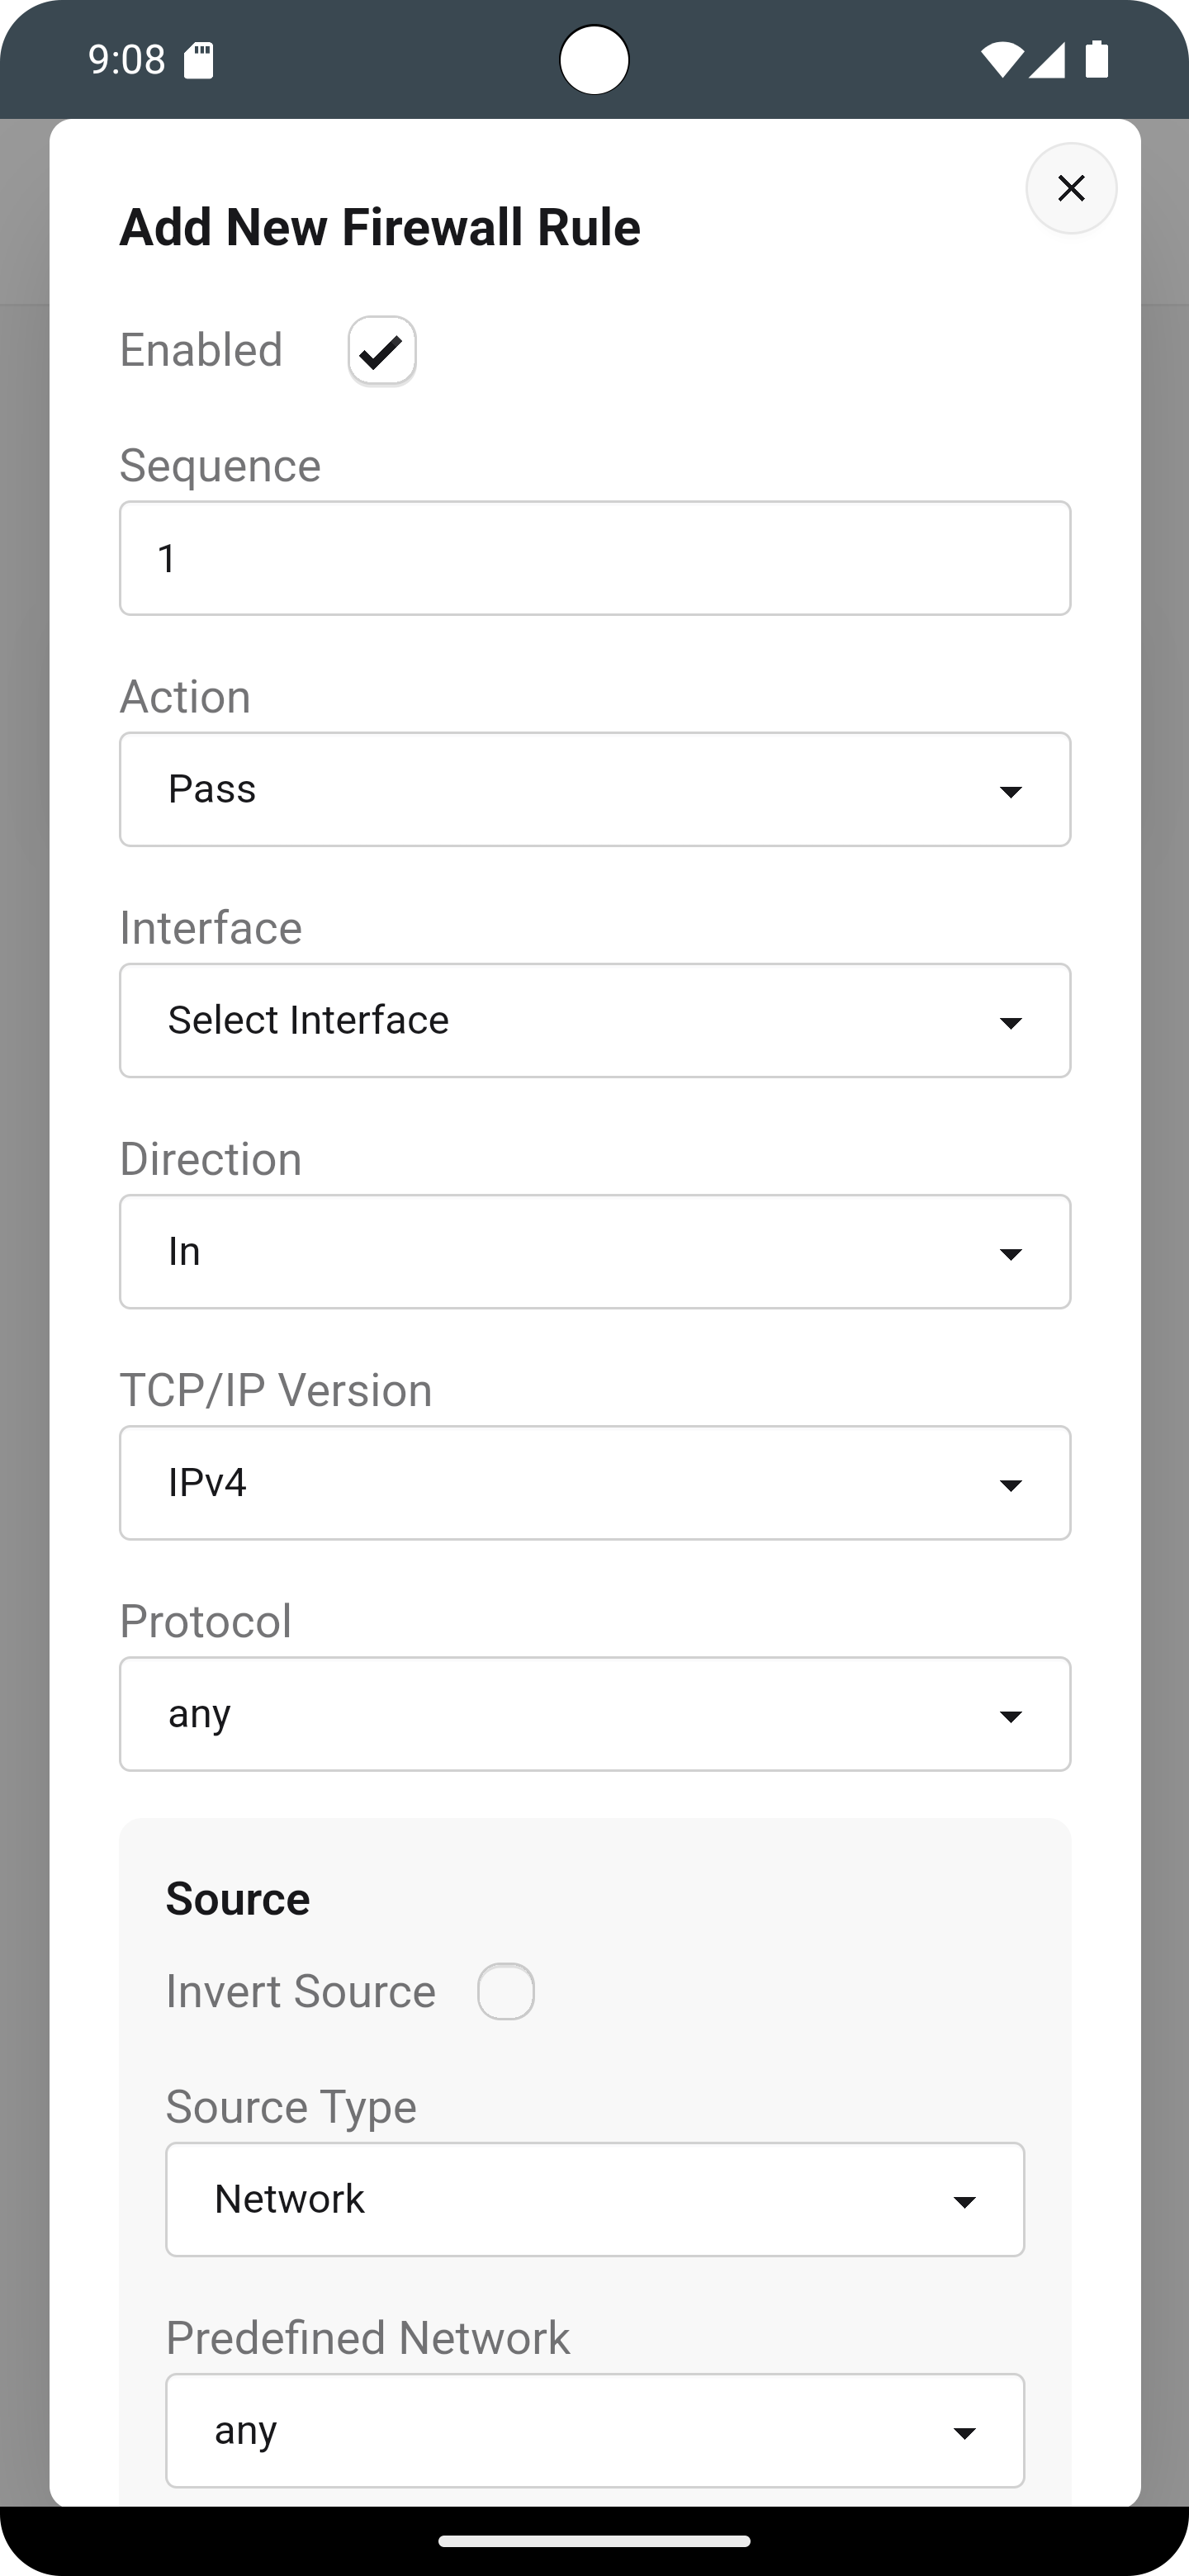 9:08
Add New Firewall Rule
Enabled
Sequence
1
Action
Pass
Interface
Select Interface
Direction
In
TCP/IP Version
IPv4
Protocol
any
Source
Invert Source
Source Type
Network
Predefined Network
any